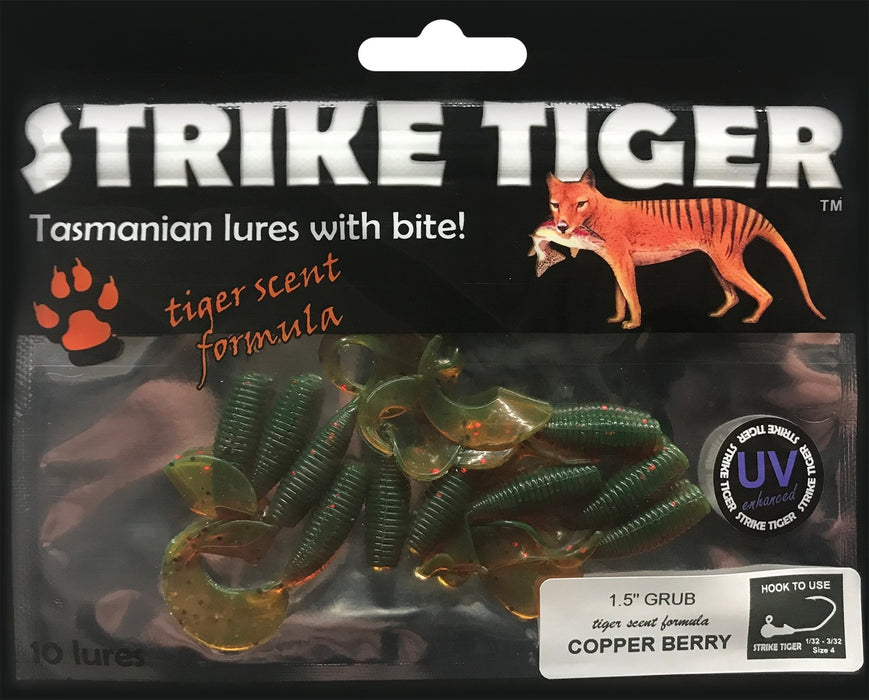 STRIKE TIGER
TM
Tasmanian lures with bite!
tiger scent
formula
STRIKE TIGER STRIKE TIGER STRIKE TIGER STRIKE TIGER
UV
enhanced
1.5" GRUB
tiger scent formula
COPPER BERRY
HOOK TO USE
1/32 - 3/32
Size 4
STRIKE TIGER
10 lures